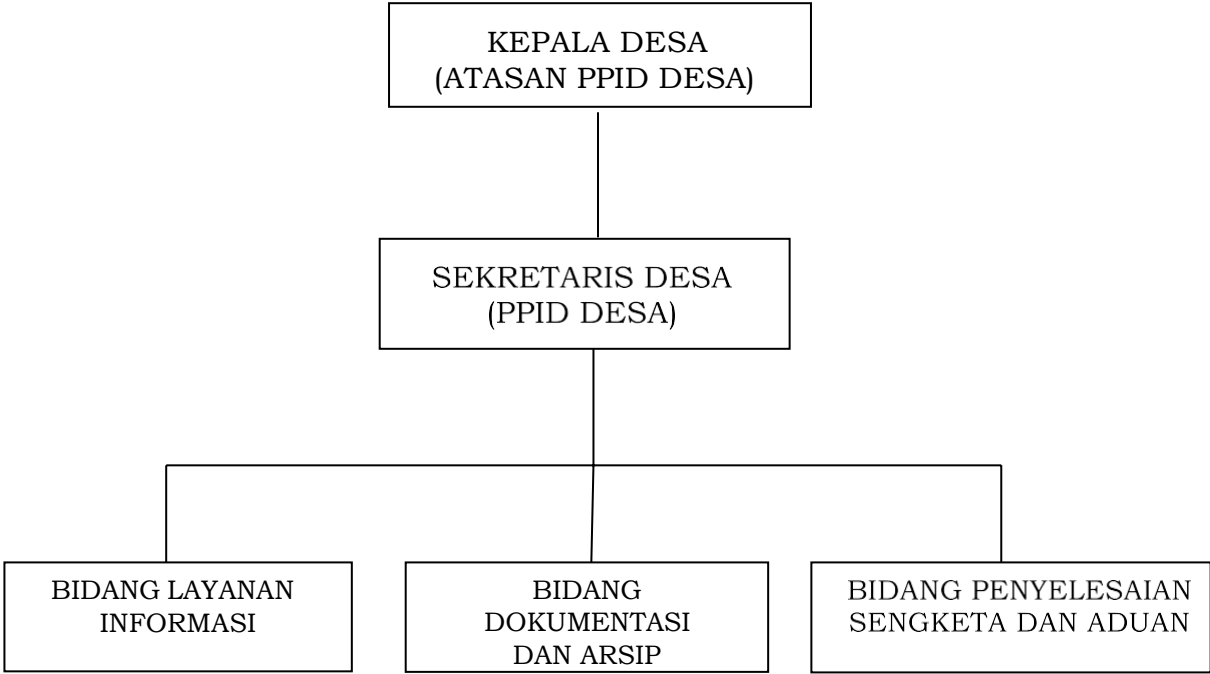 KEPALA DESA
(ATASAN PPID DESA)
SEKRETARIS DESA
(PPID DESA)
BIDANG LAYANAN
INFORMASI
BIDANG
DOKUMENTASI
DAN ARSIP
BIDANG PENYELESAIAN
SENGKETA DAN ADUAN